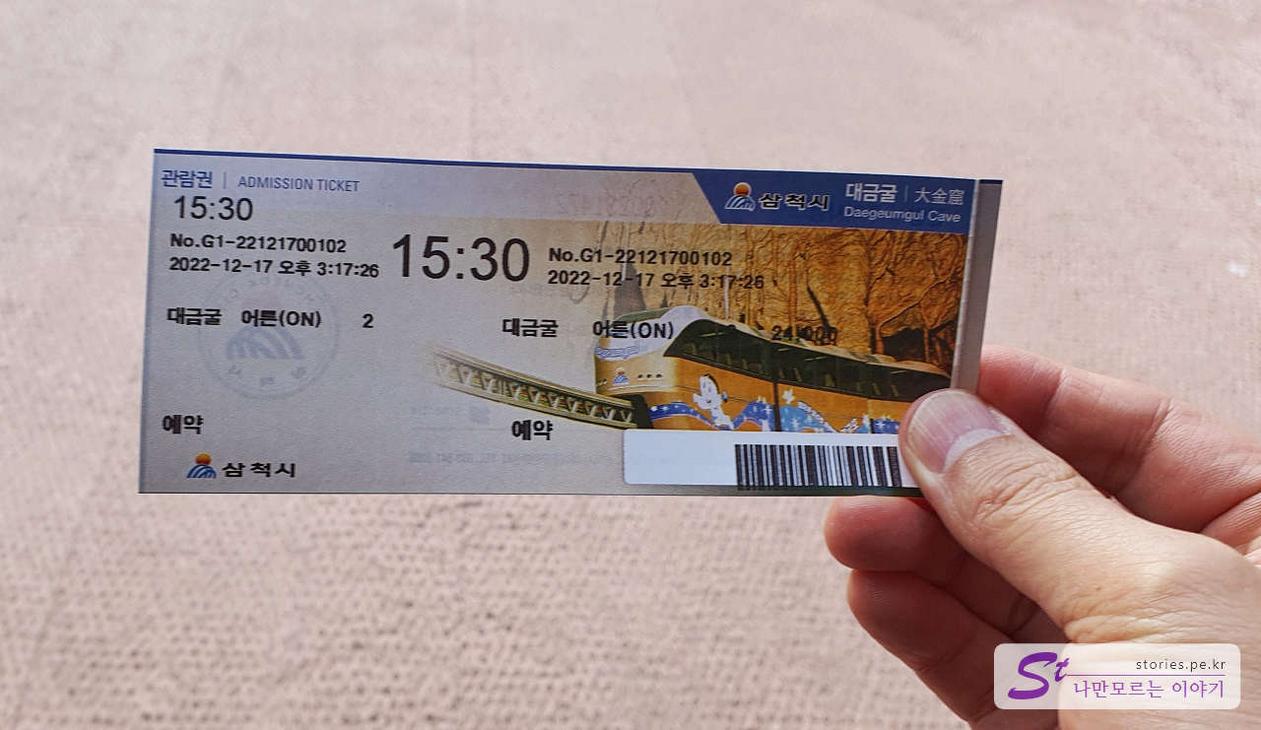 관람권 | ADMISSION TICKET
15:30
No.G1-22121700102
2022-12-17 오후 3:17:26
대금굴 어른(ON) 2
예약
삼척시
삼척시 대금굴 | 大金窟
Daegeumgul Cave
15:30
No.G1-22121700102
2022-12-17 오후 3:17:26
대금굴 어른(ON) 24,000
예약
St
stories.pe.kr
나만모르는 이야기